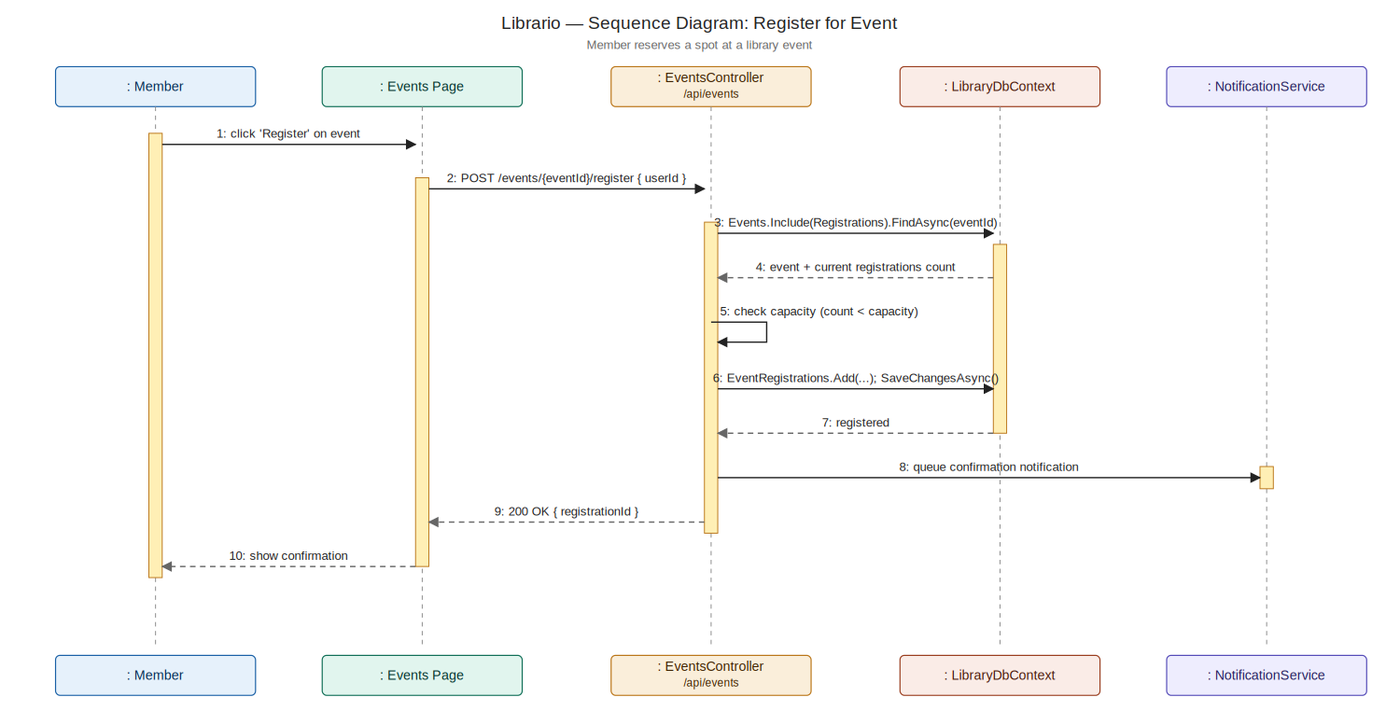 Librario — Sequence Diagram: Register for Event
Member reserves a spot at a library event
: Member
: Events Page
: EventsController
/api/events
: LibraryDbContext
: NotificationService
1: click 'Register' on event
2: POST /events/{eventId}/register { userId }
3: Events.Include(Registrations).FindAsync(eventId)
4: event + current registrations count
5: check capacity (count < capacity)
6: EventRegistrations.Add(...); SaveChangesAsync()
7: registered
8: queue confirmation notification
9: 200 OK { registrationId }
10: show confirmation
: Member
: Events Page
: EventsController
/api/events
: LibraryDbContext
: NotificationService